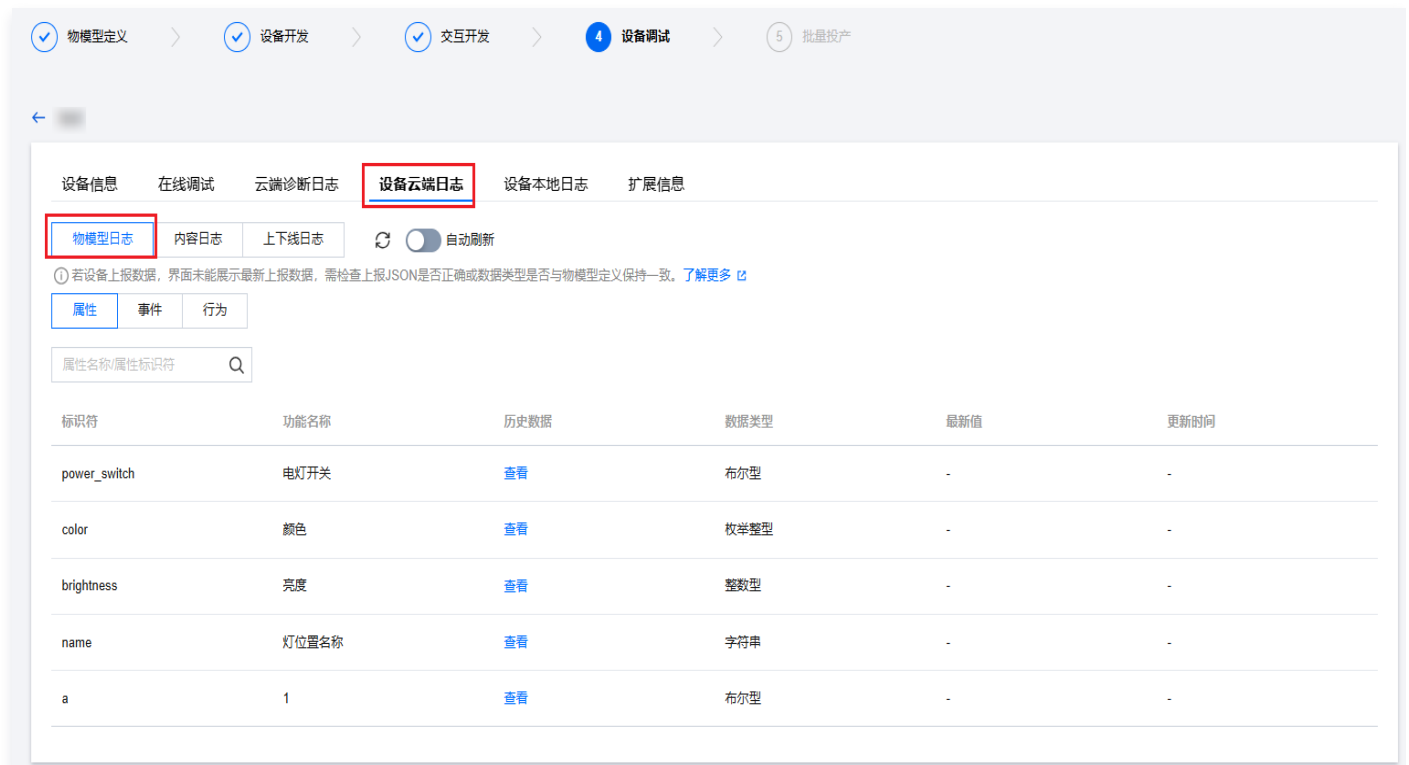 物模型定义 设备开发 交互开发 4 设备调试 5 批量投产
设备信息 在线调试 云端诊断日志 设备云端日志 设备本地日志 扩展信息
物模型日志 内容日志 上下线日志 自动刷新
若设备上报数据，界面未能展示最新上报数据，需检查上报JSON是否正确或数据类型是否与物模型定义保持一致。了解更多
属性 事件 行为
属性名称/属性标识符
标识符 功能名称 历史数据 数据类型 最新值 更新时间
power_switch 电灯开关 查看 布尔型 - -
color 颜色 查看 枚举整型 - -
brightness 亮度 查看 整数型 - -
name 灯位置名称 查看 字符串 - -
a 1 查看 布尔型 - -